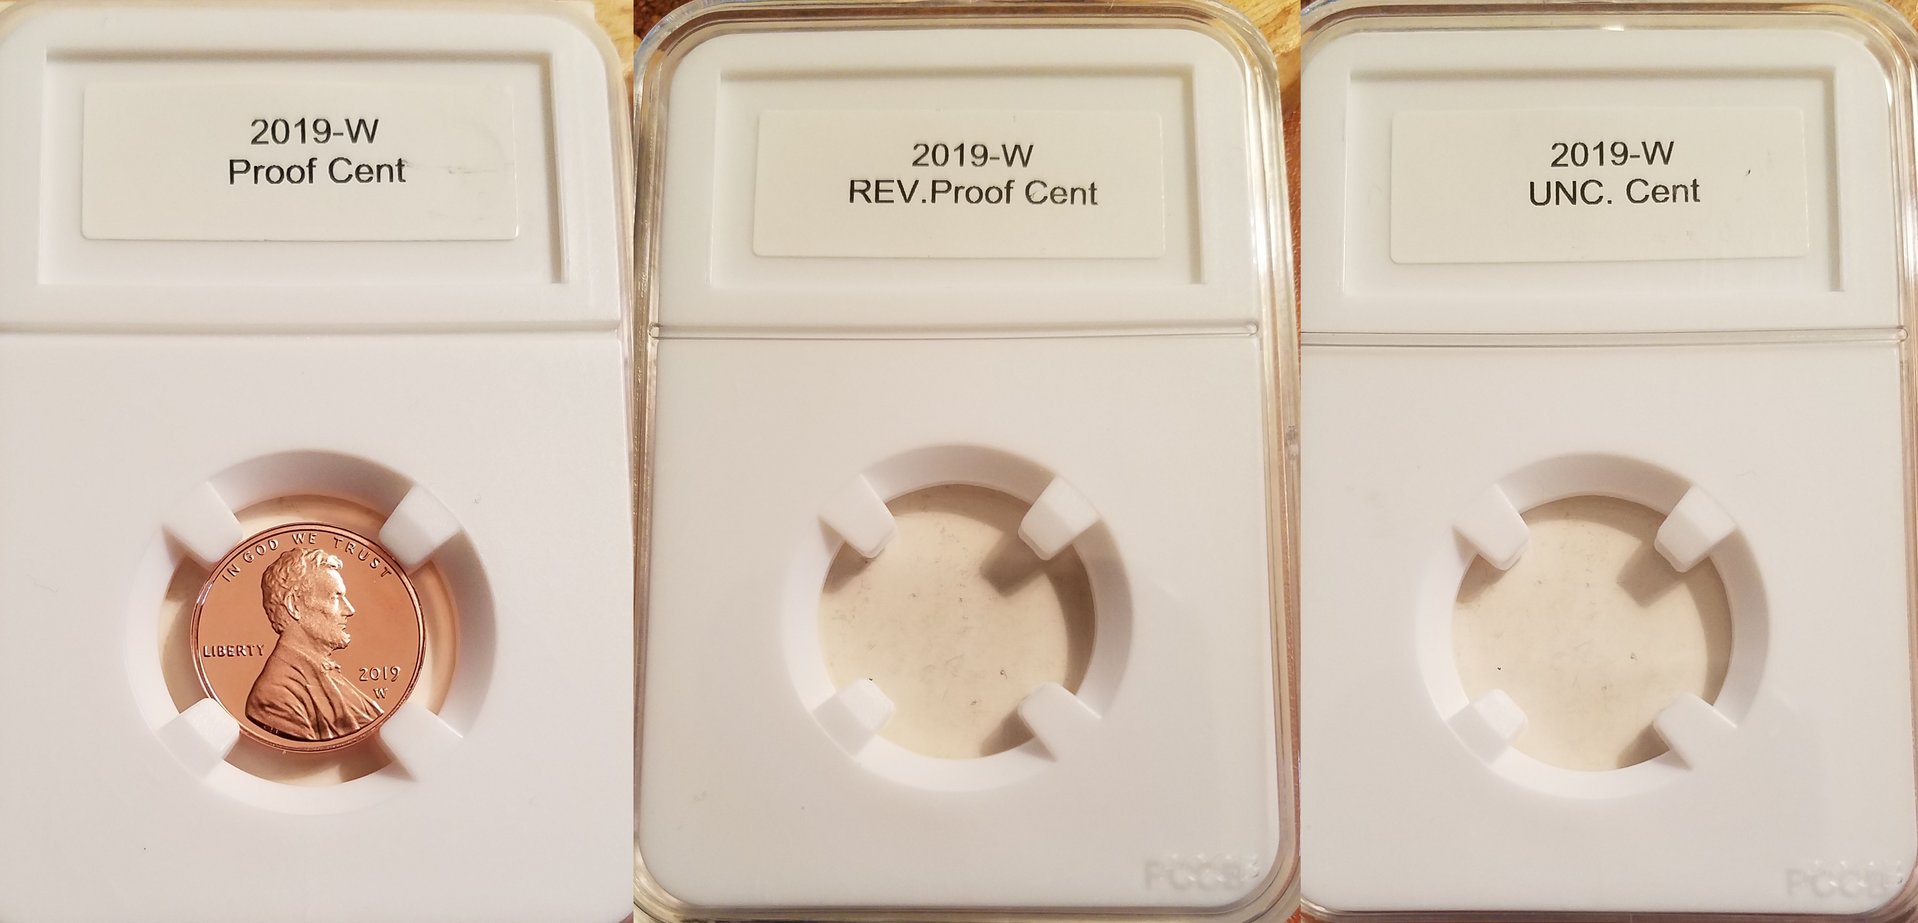 2019-W
Proof Cent
IN GOD WE TRUST
LIBERTY
2019
W
2019-W
REV.Proof Cent
2019-W
UNC. Cent